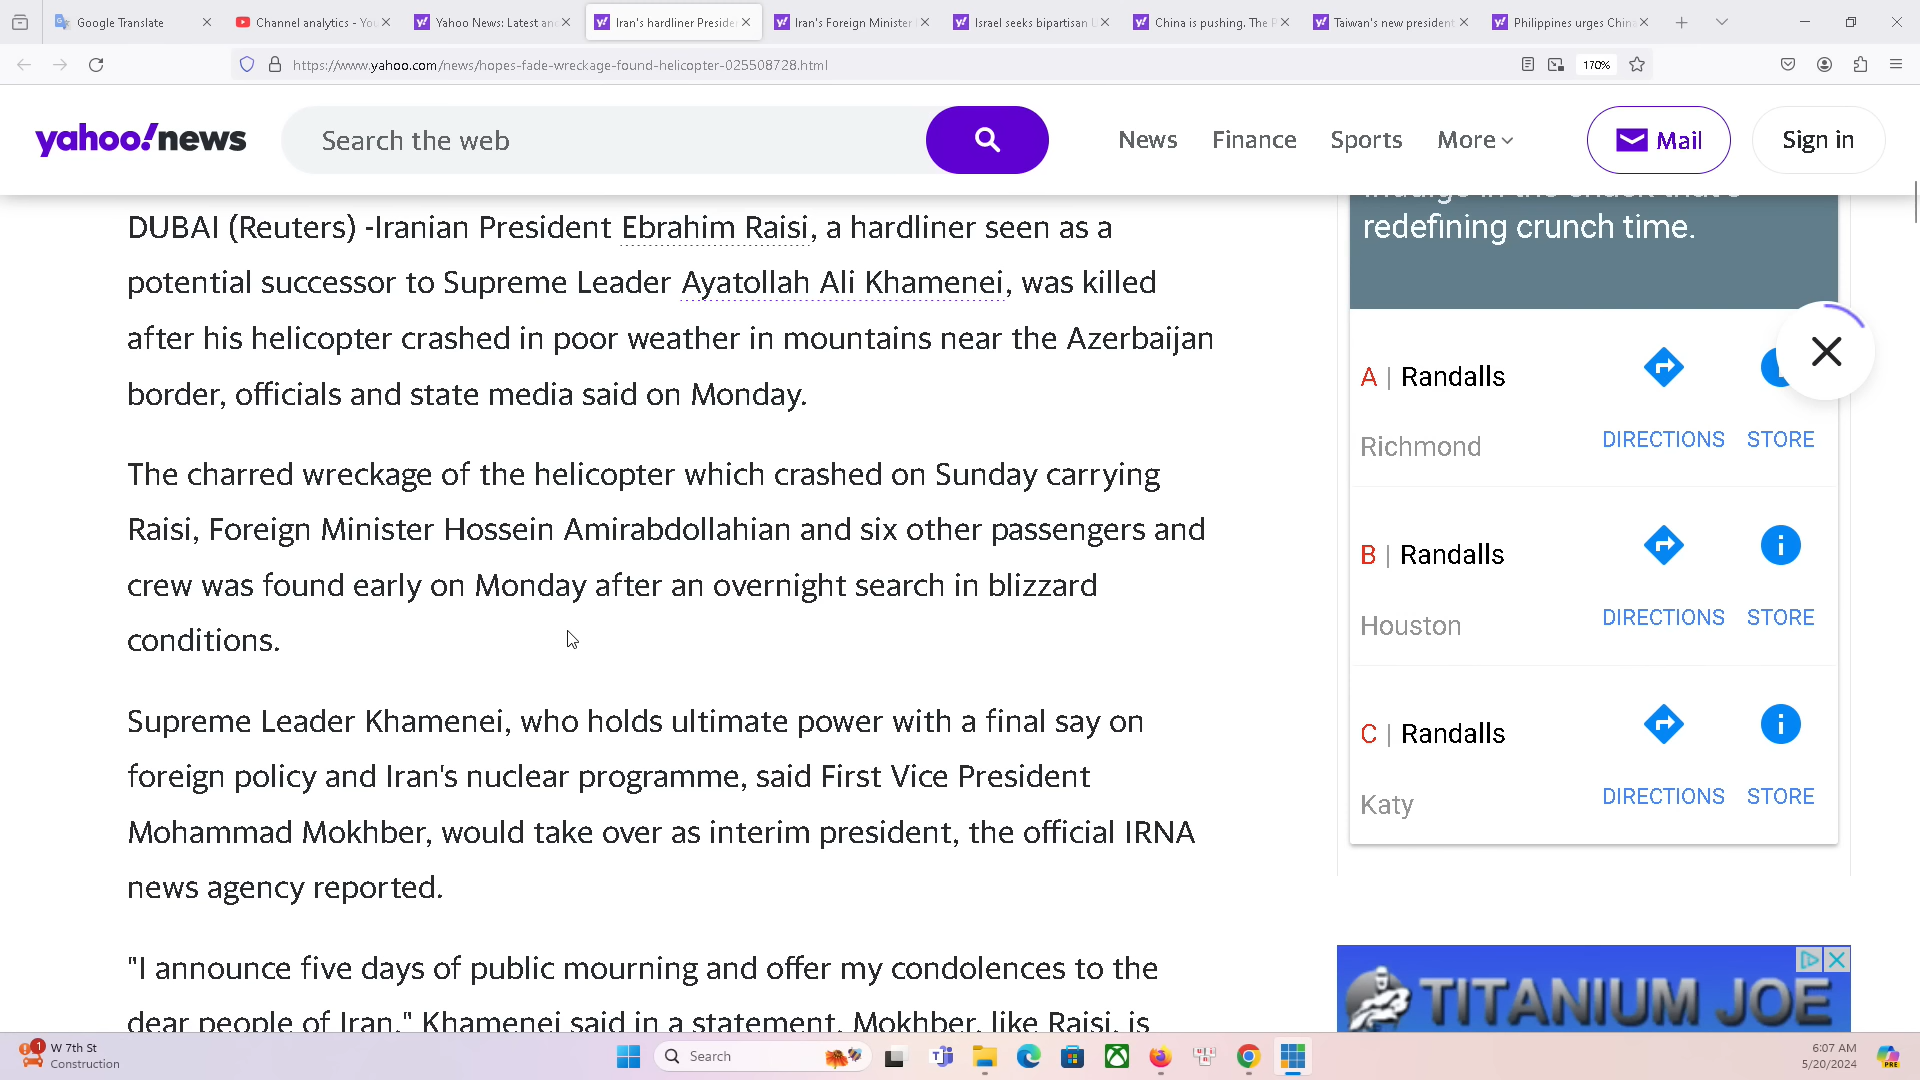 Google Translate
Channel analytics - You
Yahoo News: Latest and
Iran's hardliner Preside
Iran's Foreign Minister
Israel seeks bipartisan U
China is pushing. The P
Taiwan's new president
Philippines urges China
https://www.yahoo.com/news/hopes-fade-wreckage-found-helicopter-025508728.html
170%
yahoo!news
Search the web
News
Finance
Sports
More
Mail
Sign in
DUBAI (Reuters) -Iranian President Ebrahim Raisi, a hardliner seen as a
potential successor to Supreme Leader Ayatollah Ali Khamenei, was killed
after his helicopter crashed in poor weather in mountains near the Azerbaijan
border, officials and state media said on Monday.
The charred wreckage of the helicopter which crashed on Sunday carrying
Raisi, Foreign Minister Hossein Amirabdollahian and six other passengers and
crew was found early on Monday after an overnight search in blizzard
conditions.
Supreme Leader Khamenei, who holds ultimate power with a final say on
foreign policy and Iran's nuclear programme, said First Vice President
Mohammad Mokhber, would take over as interim president, the official IRNA
news agency reported.
"I announce five days of public mourning and offer my condolences to the
dear people of Iran," Khamenei said in a statement. Mokhber, like Raisi, is
redefining crunch time.
A | Randalls
Richmond
DIRECTIONS
STORE
B | Randalls
Houston
DIRECTIONS
STORE
C | Randalls
Katy
DIRECTIONS
STORE
TITANIUM JOE
1
W 7th St
Construction
Search
6:07 AM
5/20/2024
PRE